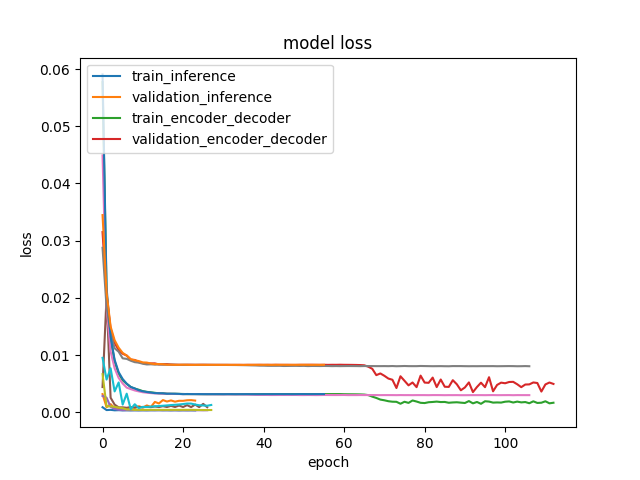 model loss
train_inference
validation_inference
train_encoder_decoder
validation_encoder_decoder
0.06
0.05
0.04
0.03
0.02
0.01
0.00
loss
0 20 40 60 80 100
epoch